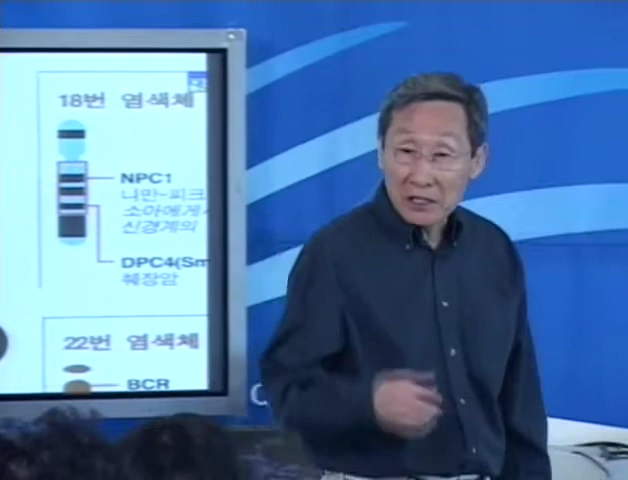 18번 염색체
NPC1
니만-피크
소아에게서
신경계의
DPC4(Sm
췌장암
22번 염색체
BCR